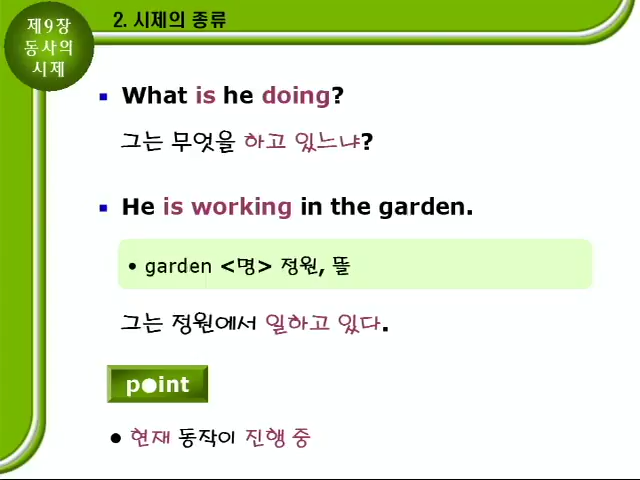 제9장
동사의
시제
2. 시제의 종류
▪ What is he doing?
그는 무엇을 하고 있느냐?
▪ He is working in the garden.
• garden <명> 정원, 뜰
그는 정원에서 일하고 있다.
point
● 현재 동작이 진행 중